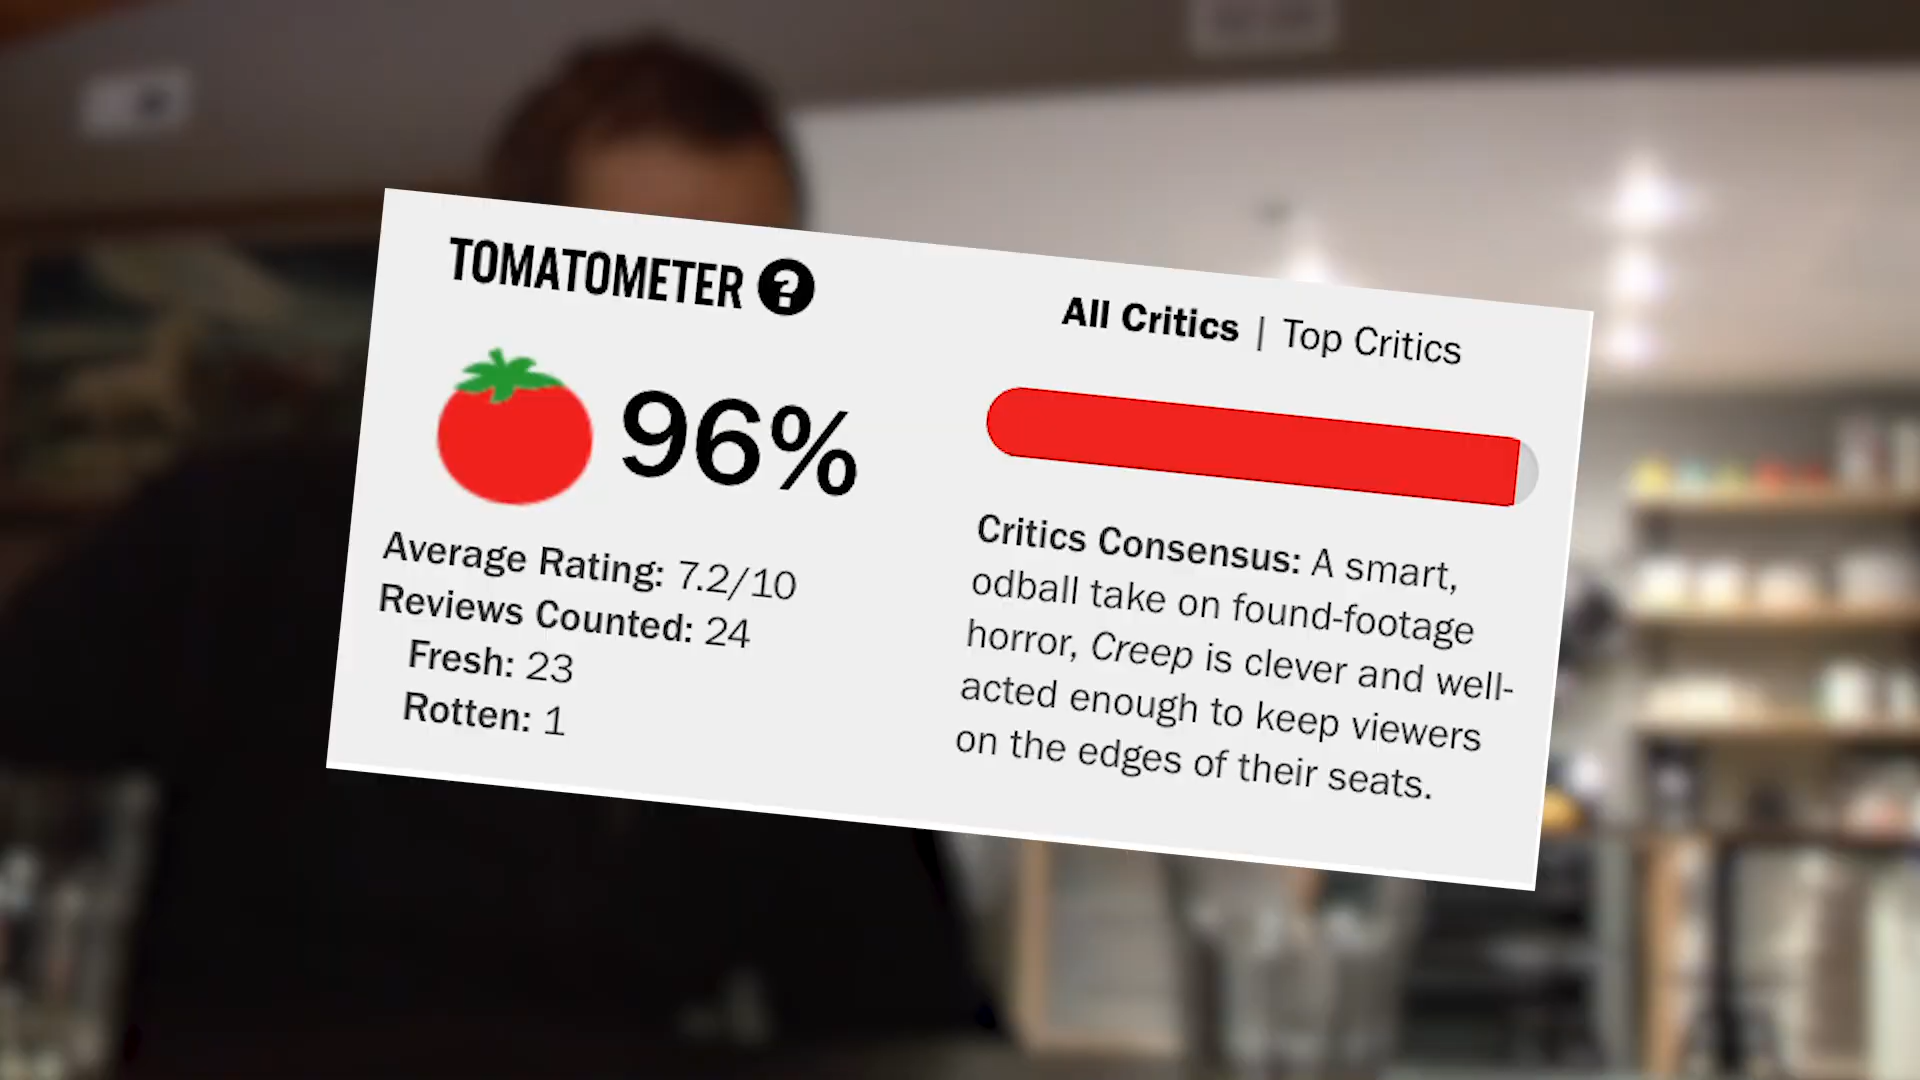 TOMATOMETER ?
All Critics | Top Critics
96%
Average Rating: 7.2/10
Reviews Counted: 24
Fresh: 23
Rotten: 1
Critics Consensus: A smart,
odball take on found-footage
horror, Creep is clever and well-
acted enough to keep viewers
on the edges of their seats.